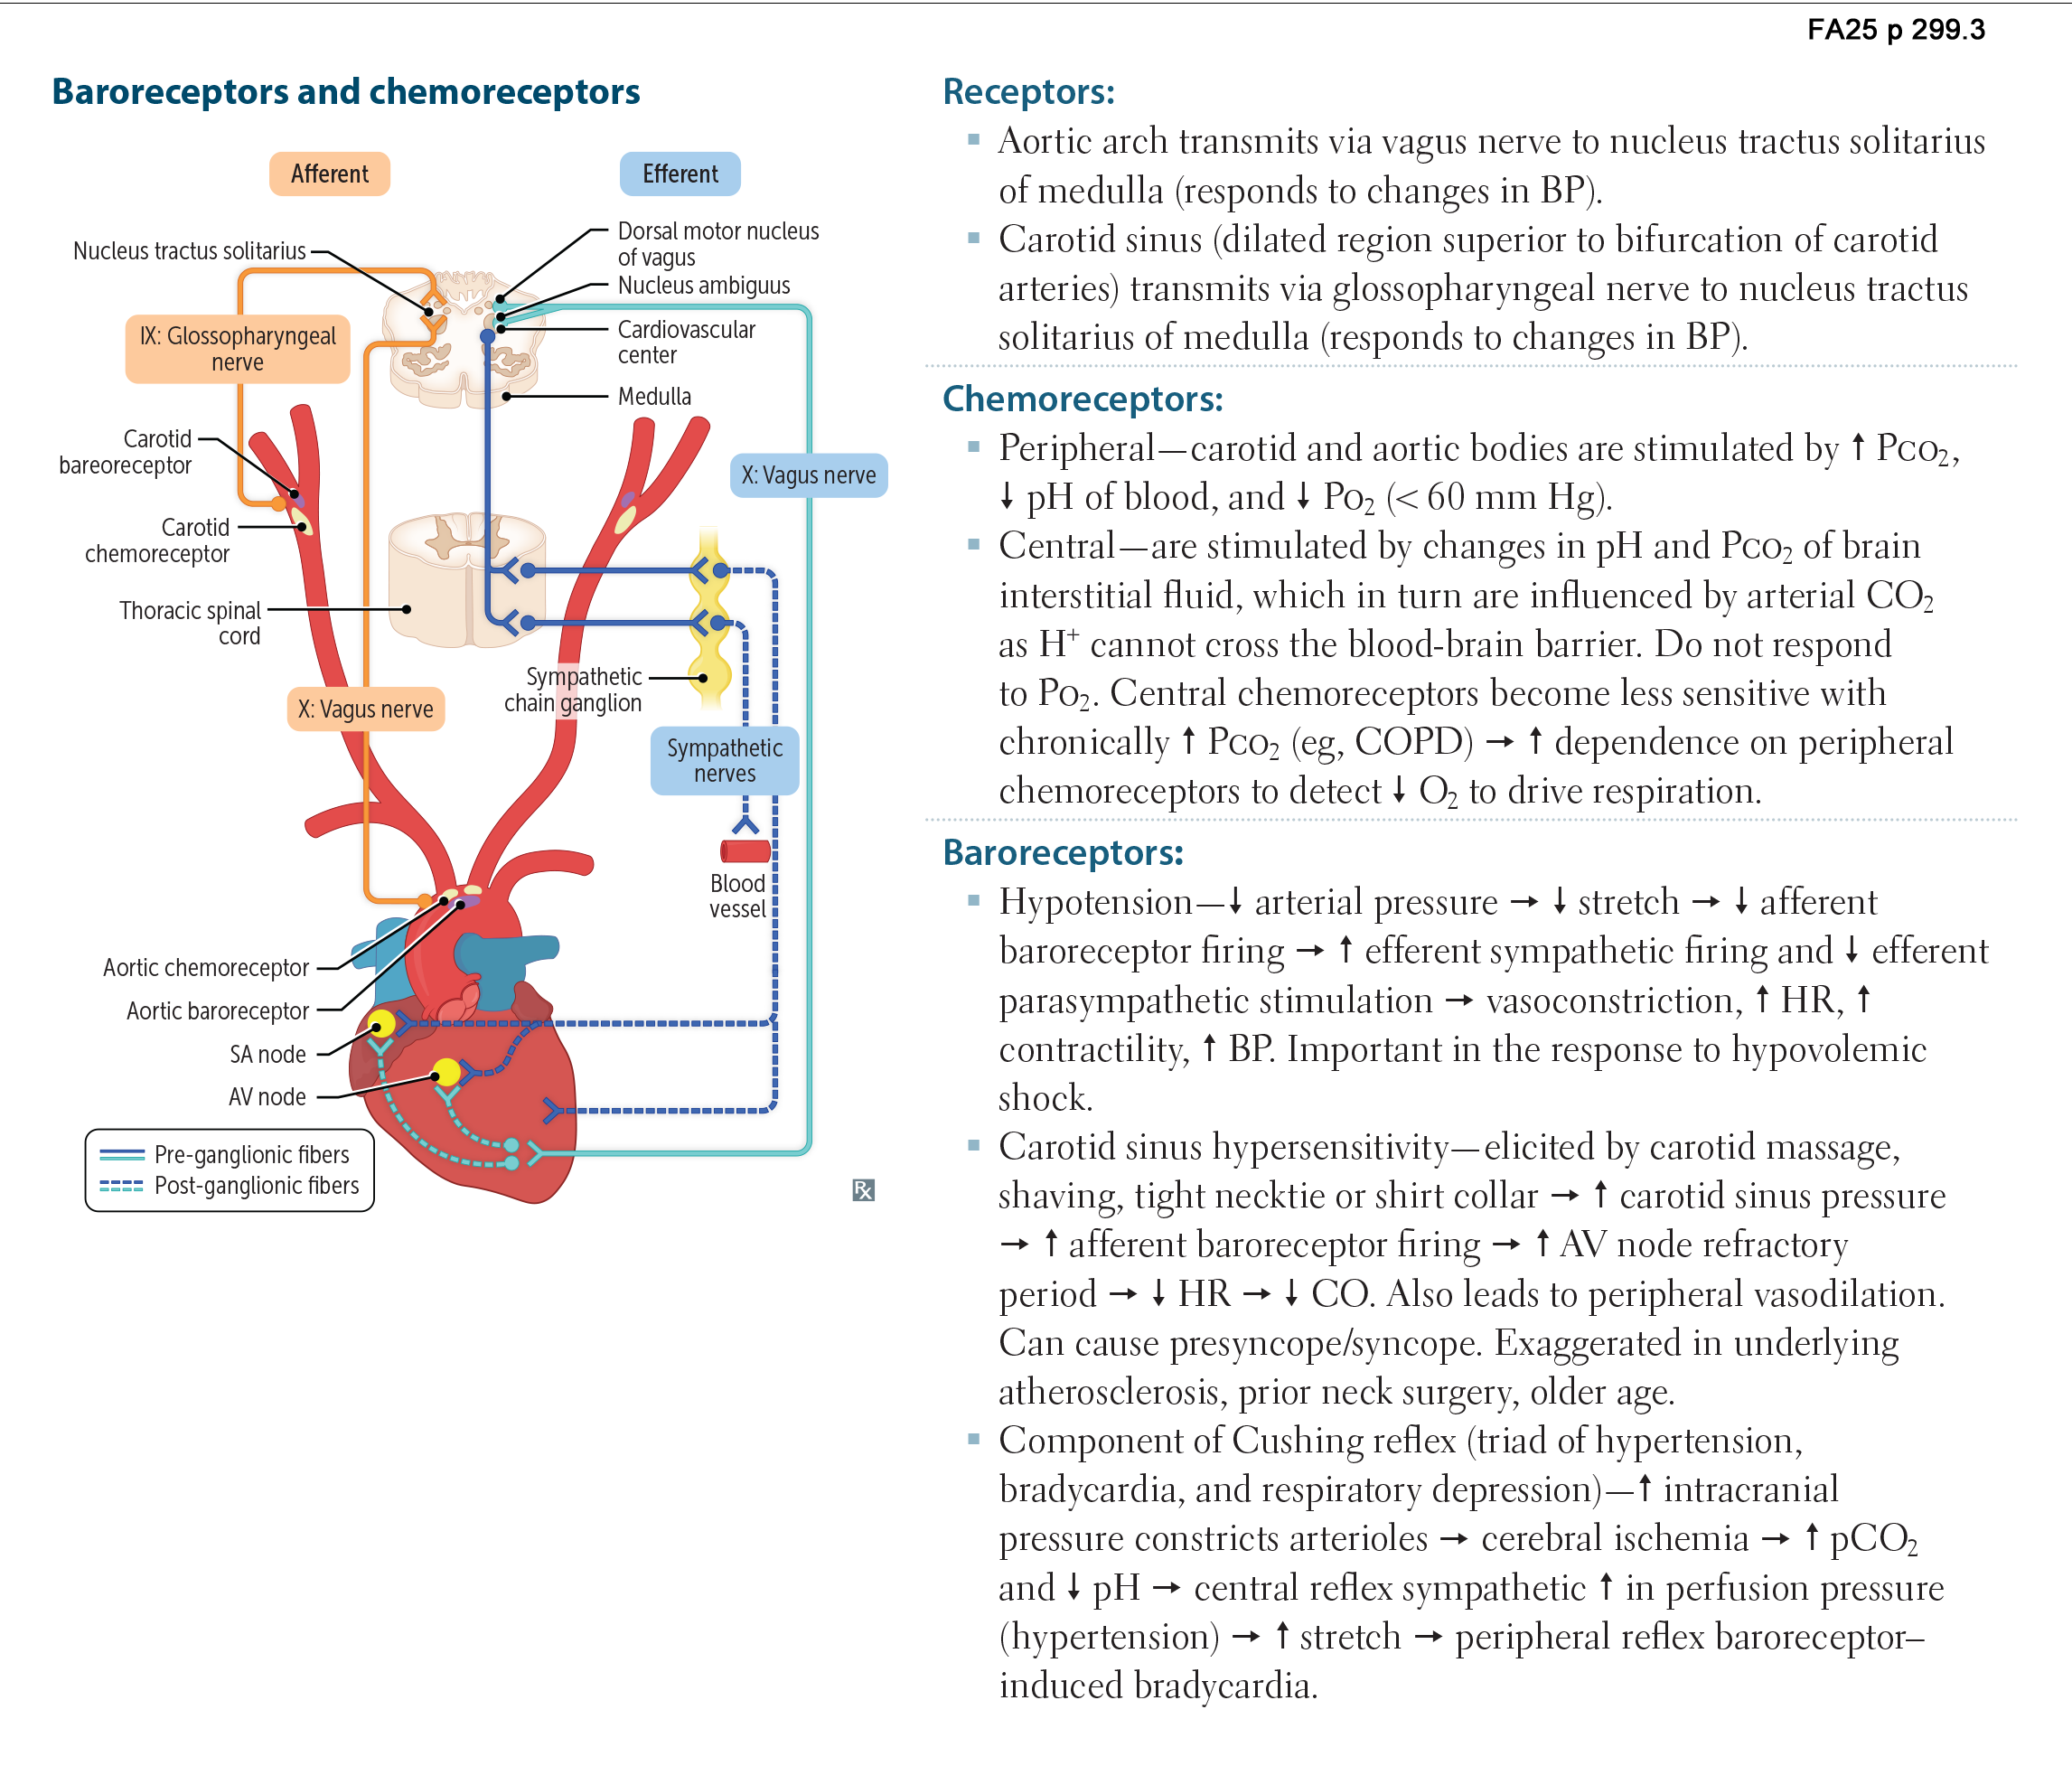 FA25 p 299.3
Baroreceptors and chemoreceptors
Afferent
Efferent
Nucleus tractus solitarius
Dorsal motor nucleus
of vagus
Nucleus ambiguus
Cardiovascular
center
Medulla
IX: Glossopharyngeal
nerve
Carotid
bareoreceptor
Carotid
chemoreceptor
X: Vagus nerve
Thoracic spinal
cord
Sympathetic
chain ganglion
X: Vagus nerve
Sympathetic
nerves
Blood
vessel
Aortic chemoreceptor
Aortic baroreceptor
SA node
AV node
Pre-ganglionic fibers
Post-ganglionic fibers
Rx
Receptors:
▪ Aortic arch transmits via vagus nerve to nucleus tractus solitarius
of medulla (responds to changes in BP).
▪ Carotid sinus (dilated region superior to bifurcation of carotid
arteries) transmits via glossopharyngeal nerve to nucleus tractus
solitarius of medulla (responds to changes in BP).
Chemoreceptors:
▪ Peripheral—carotid and aortic bodies are stimulated by ↑ PCO₂,
↓ pH of blood, and ↓ PO₂ (< 60 mm Hg).
▪ Central—are stimulated by changes in pH and PCO₂ of brain
interstitial fluid, which in turn are influenced by arterial CO₂
as H⁺ cannot cross the blood-brain barrier. Do not respond
to PO₂. Central chemoreceptors become less sensitive with
chronically ↑ PCO₂ (eg, COPD) → ↑ dependence on peripheral
chemoreceptors to detect ↓ O₂ to drive respiration.
Baroreceptors:
▪ Hypotension—↓ arterial pressure → ↓ stretch → ↓ afferent
baroreceptor firing → ↑ efferent sympathetic firing and ↓ efferent
parasympathetic stimulation → vasoconstriction, ↑ HR, ↑
contractility, ↑ BP. Important in the response to hypovolemic
shock.
▪ Carotid sinus hypersensitivity—elicited by carotid massage,
shaving, tight necktie or shirt collar → ↑ carotid sinus pressure
→ ↑ afferent baroreceptor firing → ↑ AV node refractory
period → ↓ HR → ↓ CO. Also leads to peripheral vasodilation.
Can cause presyncope/syncope. Exaggerated in underlying
atherosclerosis, prior neck surgery, older age.
▪ Component of Cushing reflex (triad of hypertension,
bradycardia, and respiratory depression)—↑ intracranial
pressure constricts arterioles → cerebral ischemia → ↑ pCO₂
and ↓ pH → central reflex sympathetic ↑ in perfusion pressure
(hypertension) → ↑ stretch → peripheral reflex baroreceptor–
induced bradycardia.